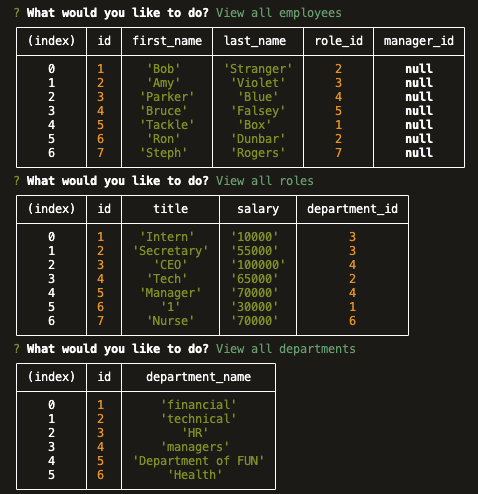 ? What would you like to do? View all employees
(index) id first_name last_name role_id manager_id
0 1 'Bob' 'Stranger' 2 null
1 2 'Amy' 'Violet' 3 null
2 3 'Parker' 'Blue' 4 null
3 4 'Bruce' 'Falsey' 5 null
4 5 'Tackle' 'Box' 1 null
5 6 'Ron' 'Dunbar' 2 null
6 7 'Steph' 'Rogers' 7 null
? What would you like to do? View all roles
(index) id title salary department_id
0 1 'Intern' '10000' 3
1 2 'Secretary' '55000' 3
2 3 'CEO' '100000' 4
3 4 'Tech' '65000' 2
4 5 'Manager' '70000' 4
5 6 '1' '30000' 1
6 7 'Nurse' '70000' 6
? What would you like to do? View all departments
(index) id department_name
0 1 'financial'
1 2 'technical'
2 3 'HR'
3 4 'managers'
4 5 'Department of FUN'
5 6 'Health'